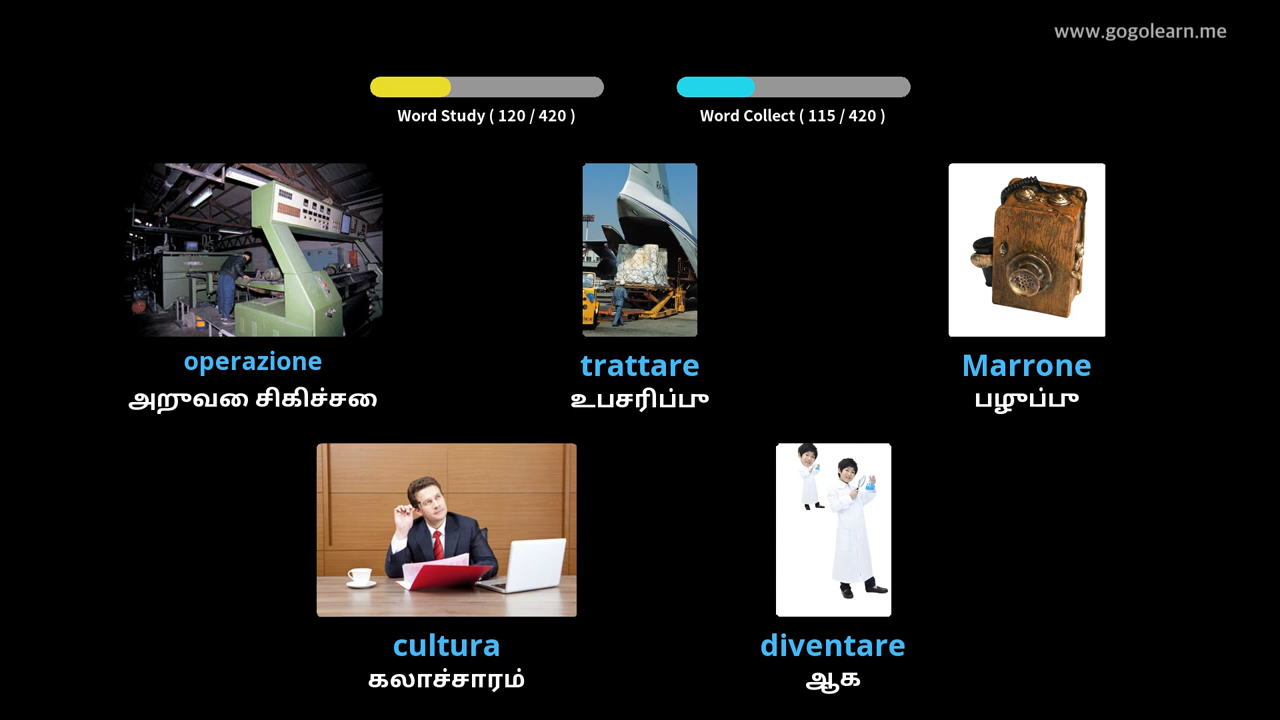 www.gogolearn.me
Word Study ( 120 / 420 )
Word Collect ( 115 / 420 )
operazione
அறுவை சிகிச்சை
trattare
உபசரிப்பு
Marrone
பழுப்பு
cultura
கலாச்சாரம்
diventare
ஆக